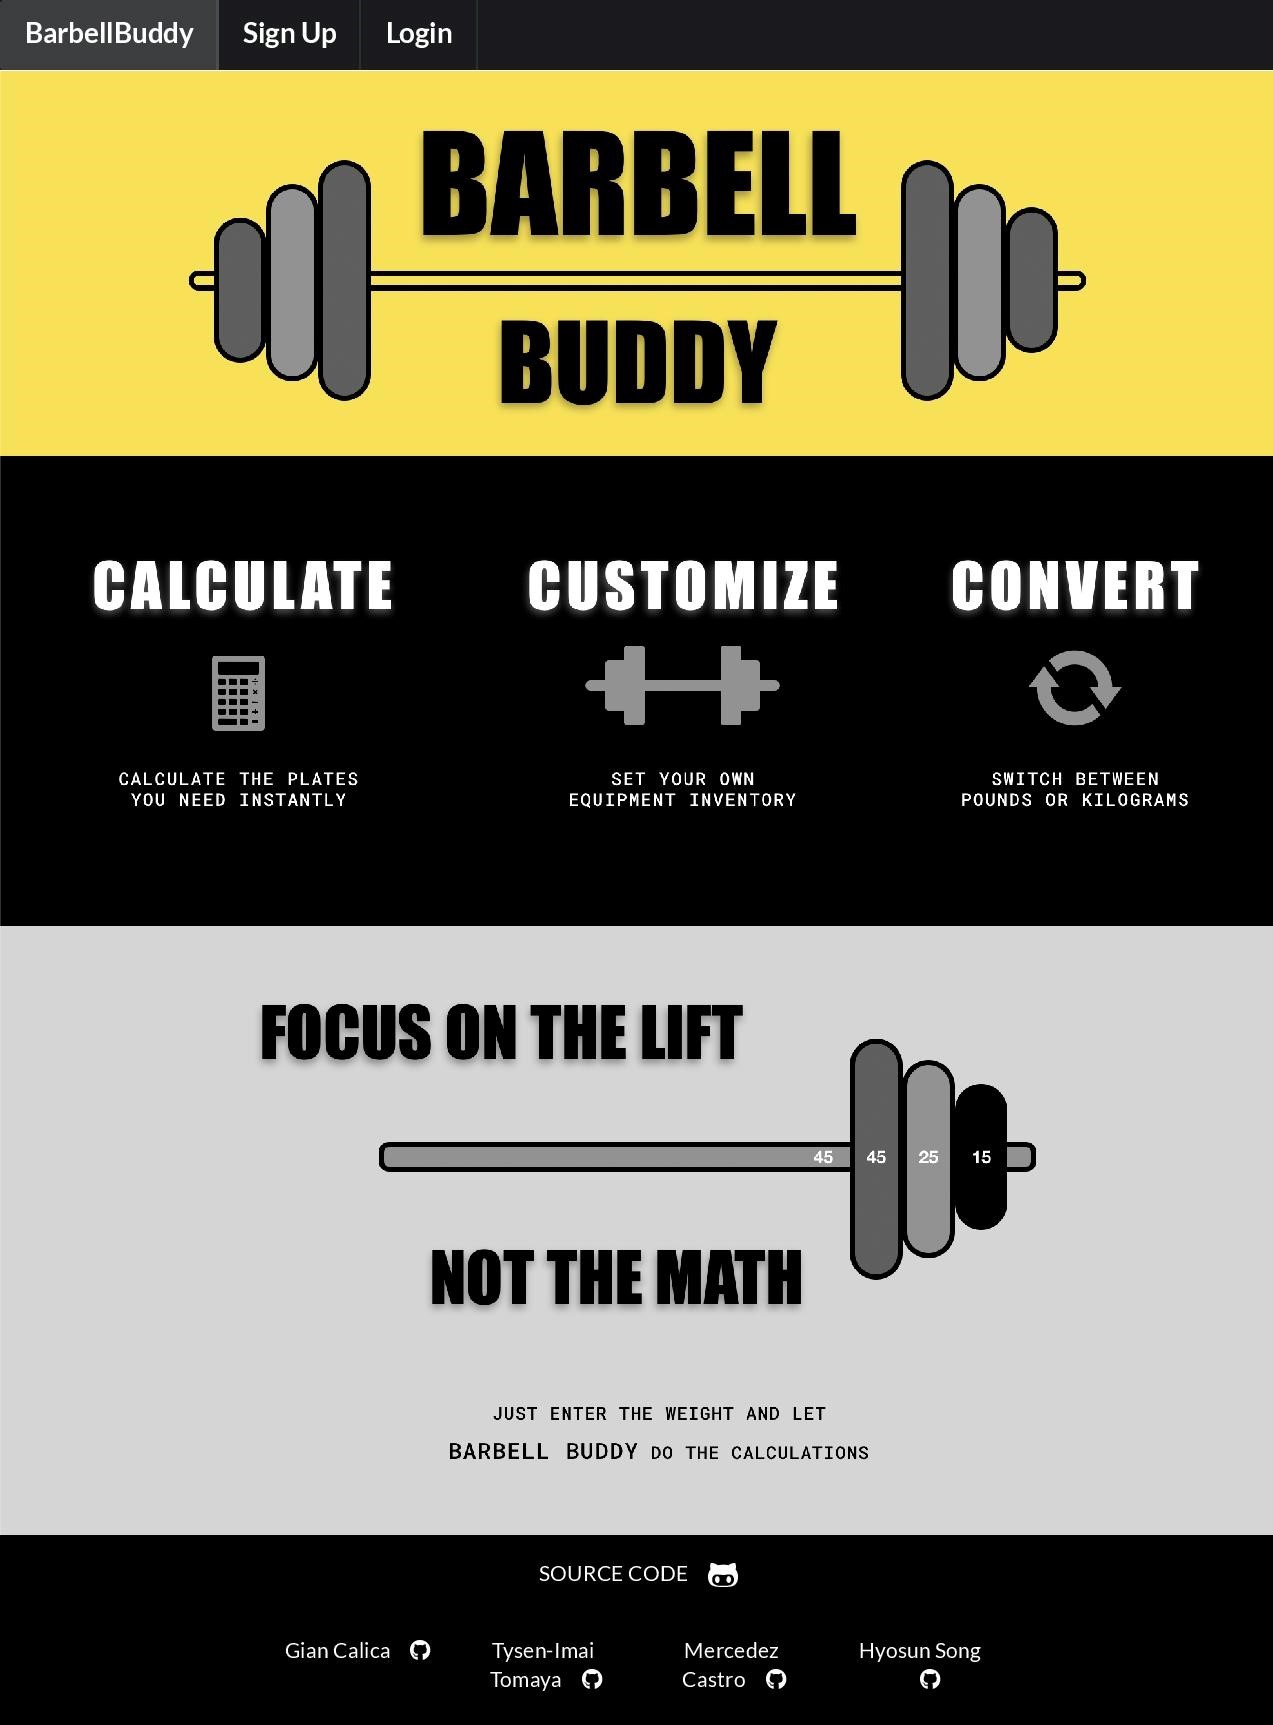 BarbellBuddy Sign Up Login
BARBELL
BUDDY
CALCULATE
CALCULATE THE PLATES
YOU NEED INSTANTLY
CUSTOMIZE
SET YOUR OWN
EQUIPMENT INVENTORY
CONVERT
SWITCH BETWEEN
POUNDS OR KILOGRAMS
FOCUS ON THE LIFT
45 45 25 15
NOT THE MATH
JUST ENTER THE WEIGHT AND LET
BARBELL BUDDY DO THE CALCULATIONS
SOURCE CODE
Gian Calica
Tysen-Imai
Tomaya
Mercedez
Castro
Hyosun Song